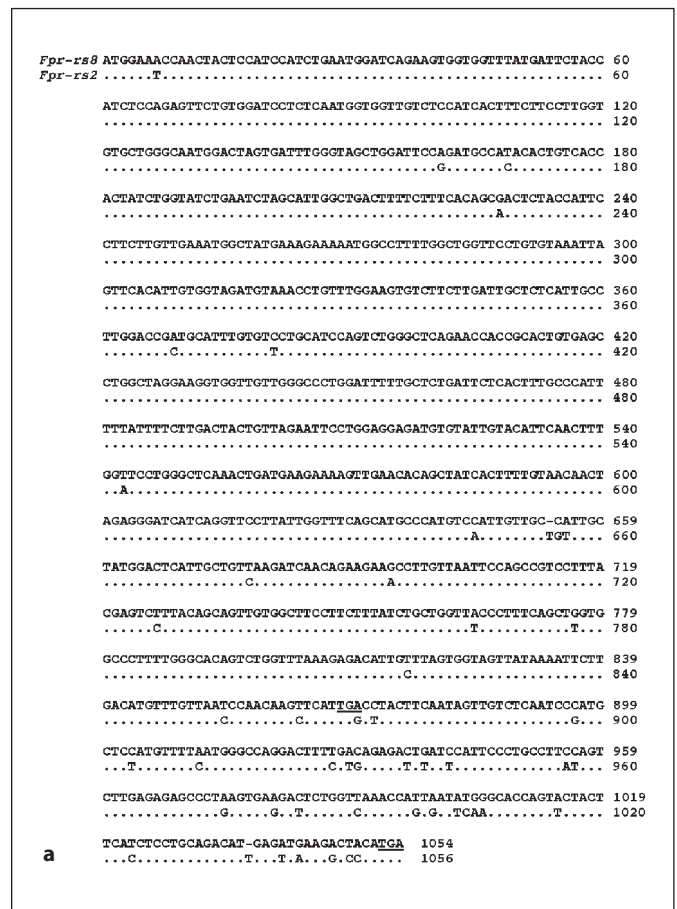 Fpr-rs8 ATGGAAACCAACTACTCCATCCATCTGAATGGATCAGAAGTGGTGGTTTATGATTCTACC 60
Fpr-rs2 ......T..................................................... 60
ATCTCCAGAGTTCTGTGGATCCTCTCAATGGTGGTTGTCTCCATCACTTTCTTCCTTGGT 120
............................................................ 120
GTGCTGGGCAATGGACTAGTGATTTGGGTAGCTGGATTCCAGATGCCATACACTGTCACC 180
........................................G.......C........... 180
ACTATCTGGTATCTGAATCTAGCATTGGCTGACTTTTCTTTCACAGCGACTCTACCATTC 240
...............................................A............ 240
CTTCTTGTTGAAATGGCTATGAAAGAAAAATGGCCTTTTGGCTGGTTCCTGTGTAAATTA 300
............................................................ 300
GTTCACATTGTGGTAGATGTAAACCTGTTTGGAAGTGTCTTCTTGATTGCTCTCATTGCC 360
............................................................ 360
TTGGACCGATGCATTTGTGTCCTGCATCCAGTCTGGGCTCAGAACCACCGCACTGTGAGC 420
........C...........T....................................... 420
CTGGCTAGGAAGGTGGTTGTTGGGCCCTGGATTTTTGCTCTGATTCTCACTTTGCCCATT 480
............................................................ 480
TTTATTTTCTTGACTACTGTTAGAATTCCTGGAGGAGATGTGTATTGTACATTCAACTTT 540
............................................................ 540
GGTTCCTGGGCTCAAACTGATGAAGAAAAGTTGAACACAGCTATCACTTTTGTAACAACT 600
..A......................................................... 600
AGAGGGATCATCAGGTTCCTTATTGGTTTCAGCATGCCCATGTCCATTGTTGC-CATTGC 659
............................................A........TGT.... 660
TATGGACTCATTGCTGTTAAGATCAACAGAAGAAGCCTTGTTAATTCCAGCCGTCCTTTA 719
.................C................A......................... 720
CGAGTCTTTACAGCAGTTGTGGCTTCCTTCTTTATCTGCTGGTTACCCTTTCAGCTGGTG 779
......C.....................................T...........T... 780
GCCCTTTTGGGCACAGTCTGGTTTAAAGAGACATTGTTTAGTGGTAGTTATAAAATTCTT 839
....................................C....................... 840
GACATGTTTGTTAATCCAACAAGTTCATTGACCTACTTCAATAGTTGTCTCAATCCCATG 899
..............C........C......G.T.......................G... 900
CTCCATGTTTTAATGGGCCAGGACTTTTGACAGAGACTGATCCATTCCCTGCCTTCCAGT 959
...T.......C...............C.TG.....T.T..T.............AT... 960
CTTGAGAGAGCCCTAAGTGAAGACTCTGGTTAAACCATTAATATGGGCACCAGTACTACT 1019
..............G.....G..T......C......G.G..TCAA........T..... 1020
TCATCTCCTGCAGACAT-GAGATGAAGACTACATGA 1054
...C.............T...T.A...G.CC..... 1056
a